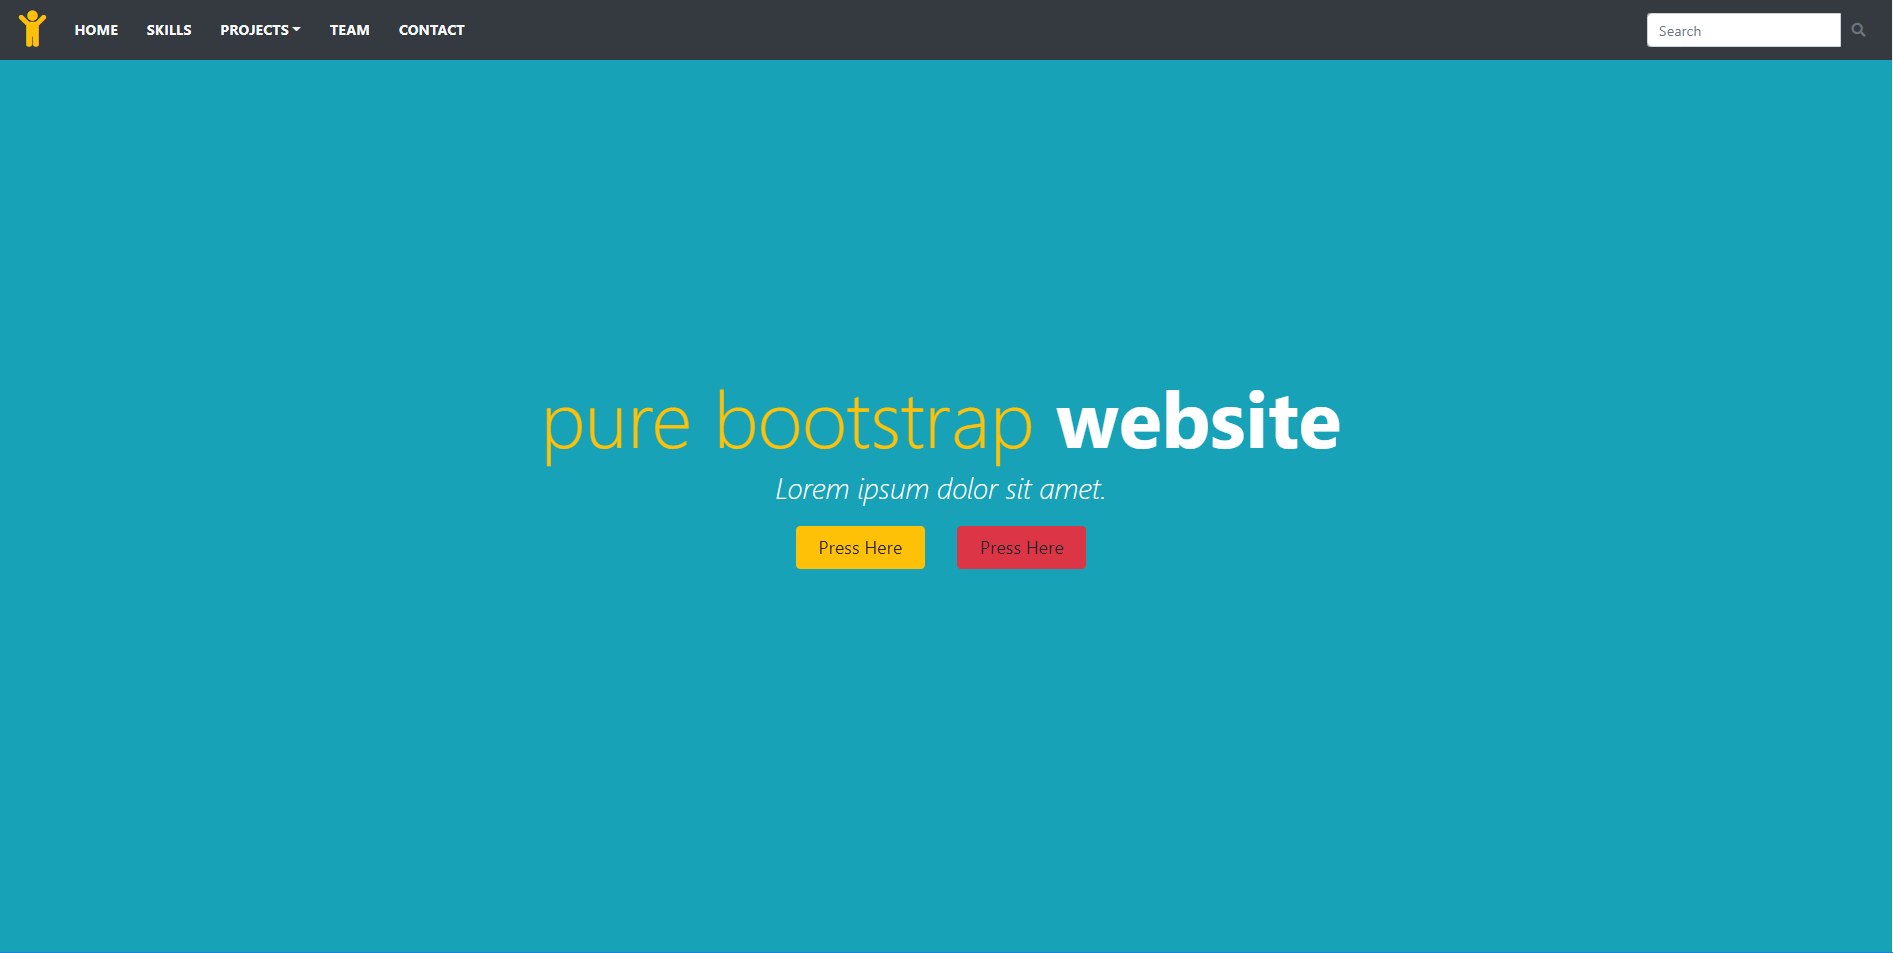 HOME SKILLS PROJECTS TEAM CONTACT Search
pure bootstrap website
Lorem ipsum dolor sit amet.
Press Here Press Here